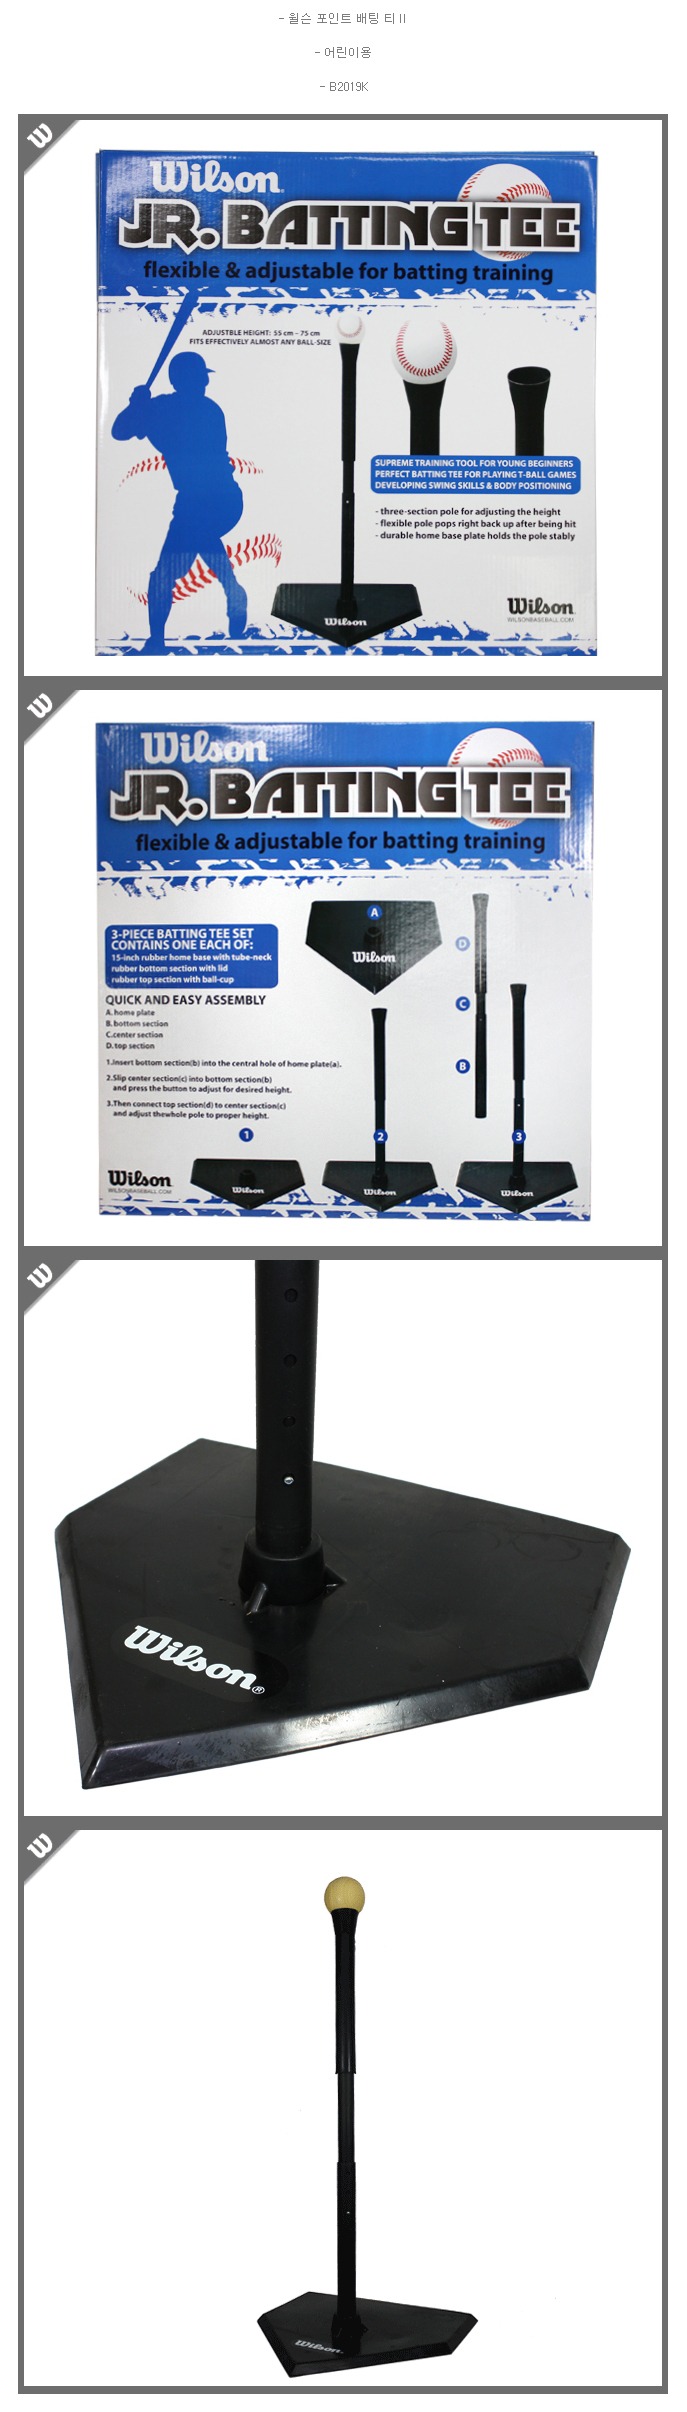 - 윌슨 포인트 배팅 티 II
- 어린이용
- B2019K
W
Wilson
JR. BATTING TEE
flexible & adjustable for batting training
ADJUSTBLE HEIGHT: 55 cm – 75 cm
FITS EFFECTIVELY ALMOST ANY BALL-SIZE
SUPREME TRAINING TOOL FOR YOUNG BEGINNERS
PERFECT BATTING TEE FOR PLAYING T-BALL GAMES
DEVELOPING SWING SKILLS & BODY POSITIONING
- three-section pole for adjusting the height
- flexible pole pops right back up after being hit
- durable home base plate holds the pole stably
Wilson
Wilson
WILSONBASEBALL.COM
W
Wilson
JR. BATTING TEE
flexible & adjustable for batting training
3-PIECE BATTING TEE SET
CONTAINS ONE EACH OF:
15-inch rubber home base with tube-neck
rubber bottom section with lid
rubber top section with ball-cup
QUICK AND EASY ASSEMBLY
A. home plate
B. bottom section
C.center section
D. top section
1.Insert bottom section(b) into the central hole of home plate(a).
2.Slip center section(c) into bottom section(b)
and press the button to adjust for desired height.
3.Then connect top section(d) to center section(c)
and adjust thewhole pole to proper height.
A
Wilson
D
C
B
1
2
3
Wilson
WILSONBASEBALL.COM
Wilson
Wilson
Wilson
W
Wilson®
W
Wilson